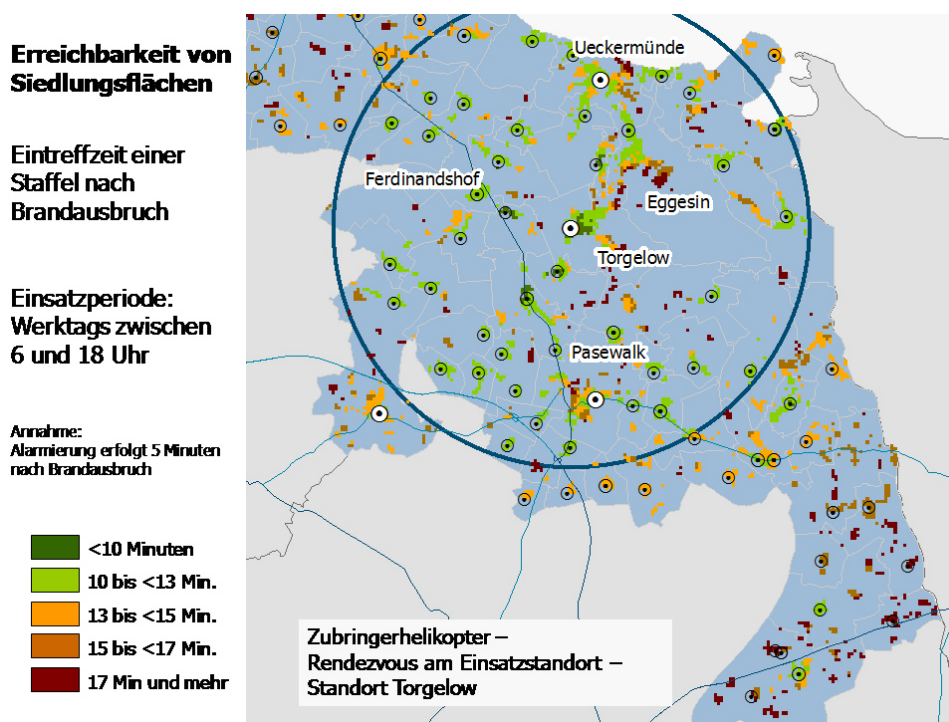 Erreichbarkeit von
Siedlungsflächen
Eintreffzeit einer
Staffel nach
Brandausbruch
Einsatzperiode:
Werktags zwischen
6 und 18 Uhr
Annahme:
Alarmierung erfolgt 5 Minuten
nach Brandausbruch
<10 Minuten
10 bis <13 Min.
13 bis <15 Min.
15 bis <17 Min.
17 Min und mehr
Ueckermünde
Ferdinandshof
Eggesin
Torgelow
Pasewalk
Zubringerhelikopter –
Rendezvous am Einsatzstandort –
Standort Torgelow